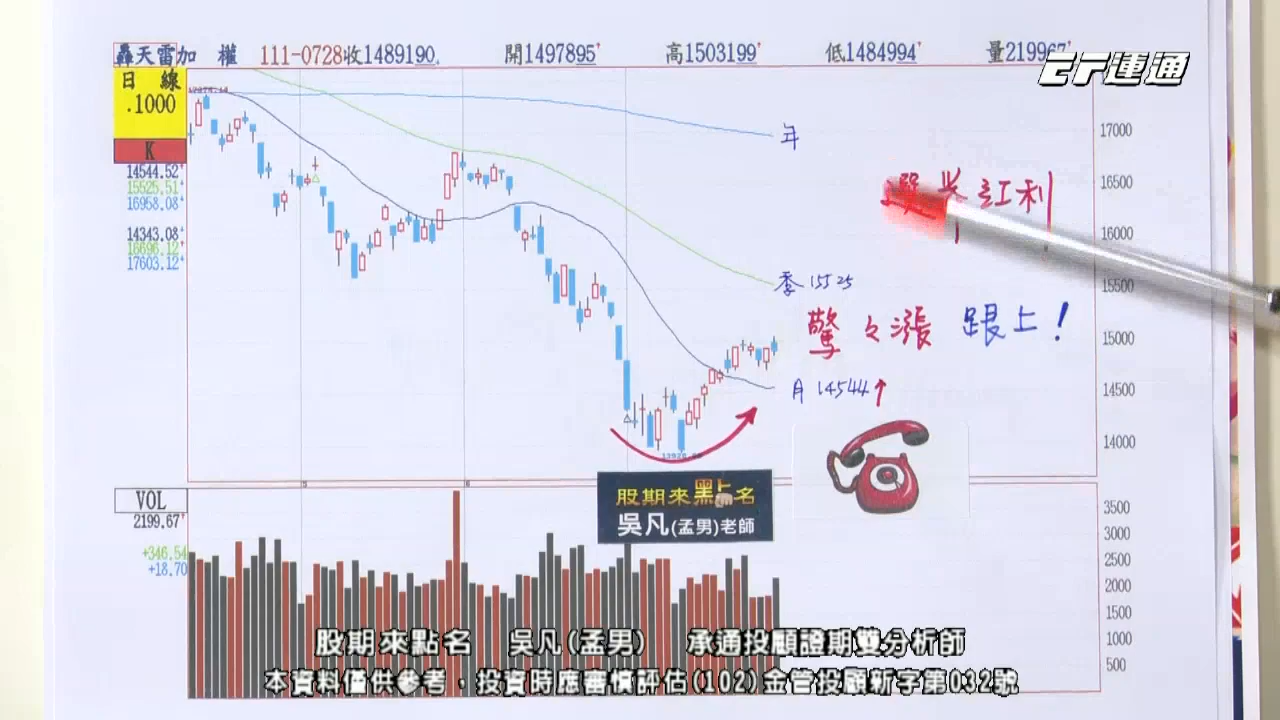 轟天雷加 權 111-0728收1489190. 開1497895' 高1503199' 低1484994' 量219967'
EF運通
日 線
.1000
K
14544.52'
15525.51'
16958.08'
14343.08'
16696.12'
17603.12'
年
17000
16500
16000
15500
15000
14500
14000
選 紅利
季 15525
驚々漲 跟上!
月 14544↑
股期來點名
吳凡(孟男)老師
VOL
2199.67'
+346.54
+18.70
3500
3000
2500
2000
1500
1000
500
股期來點名 吳凡(孟男) 承通投顧證期雙分析師
本資料僅供參考,投資時應審慎評估(102)金管投顧新字第032號